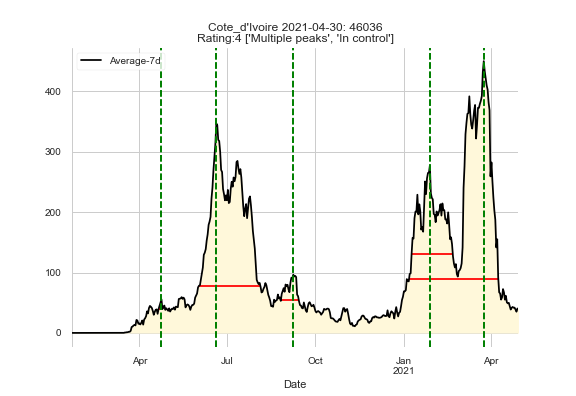 Cote_d'Ivoire 2021-04-30: 46036
Rating:4 ['Multiple peaks', 'In control']
Average-7d
400
300
200
100
0
Apr
Jul
Oct
Jan
2021
Apr
Date